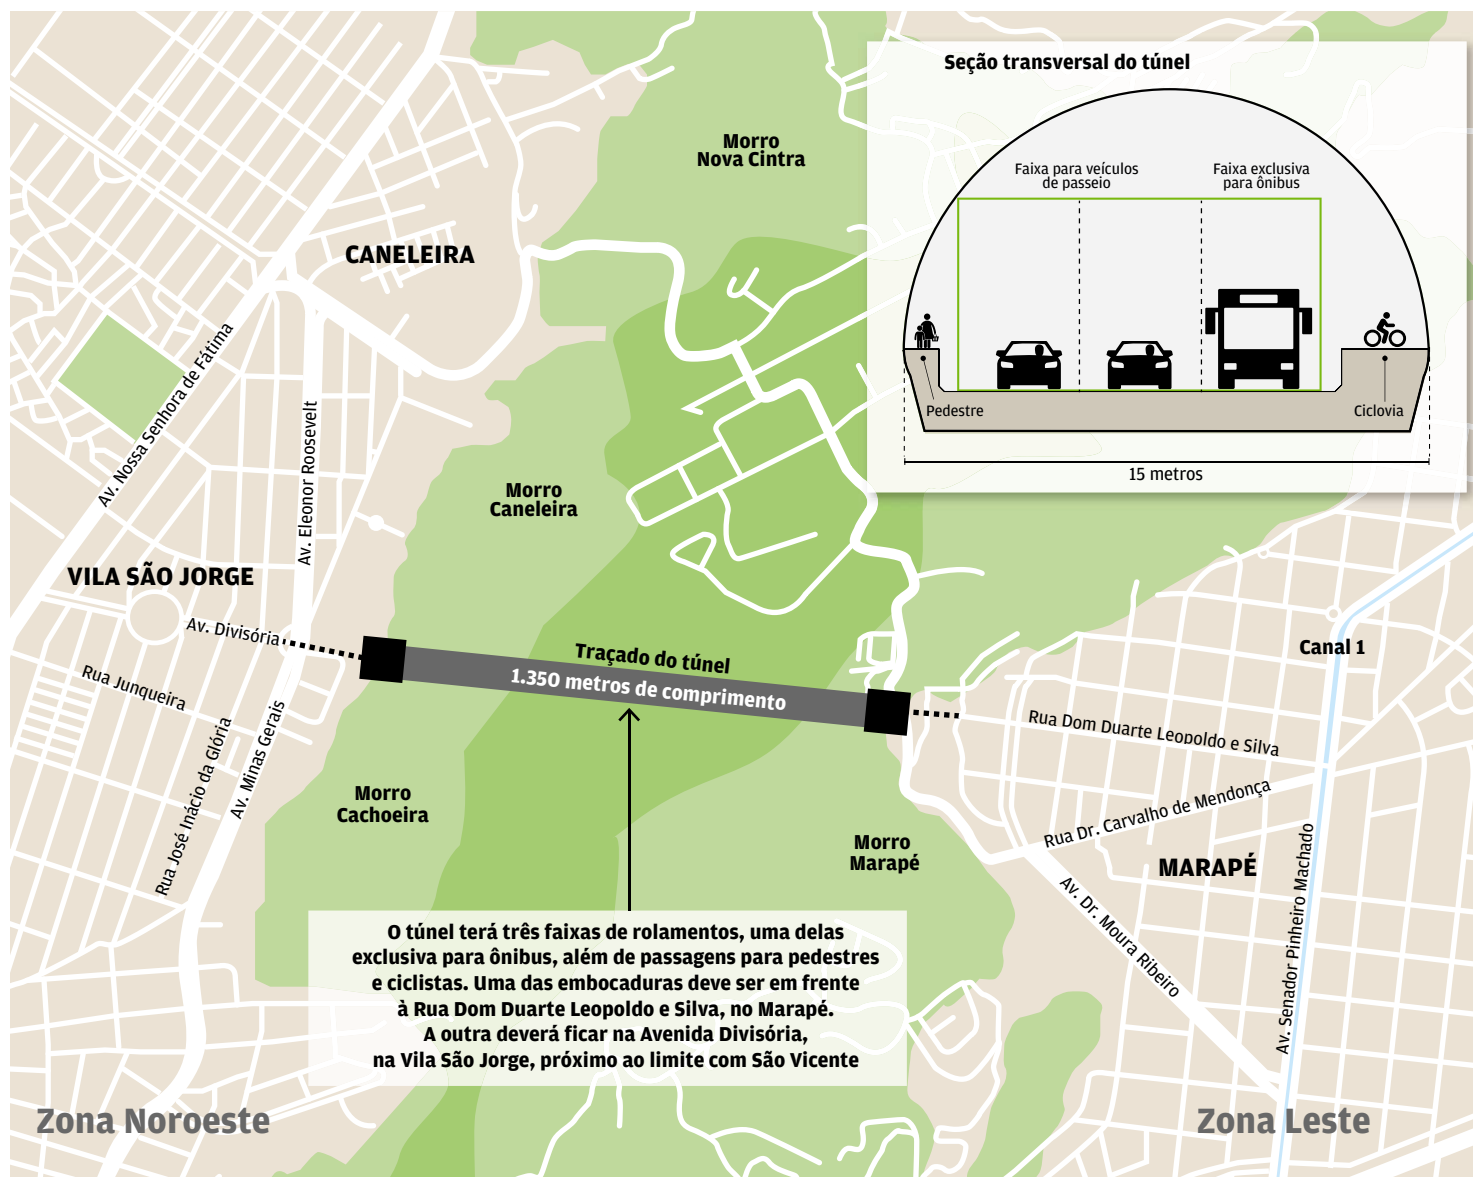 Seção transversal do túnel
Faixa para veículos
de passeio
Faixa exclusiva
para ônibus
Pedestre
Ciclovia
15 metros
Morro
Nova Cintra
CANELEIRA
Av. Nossa Senhora de Fátima
Av. Eleonor Roosevelt
Morro
Caneleira
VILA SÃO JORGE
Av. Divisória
Rua Junqueira
Rua José Inácio da Glória
Av. Minas Gerais
Traçado do túnel
1.350 metros de comprimento
Canal 1
Rua Dom Duarte Leopoldo e Silva
Rua Dr. Carvalho de Mendonça
Morro
Cachoeira
Morro
Marapé
MARAPÉ
Av. Dr. Moura Ribeiro
Av. Senador Pinheiro Machado
O túnel terá três faixas de rolamentos, uma delas
exclusiva para ônibus, além de passagens para pedestres
e ciclistas. Uma das embocaduras deve ser em frente
à Rua Dom Duarte Leopoldo e Silva, no Marapé.
A outra deverá ficar na Avenida Divisória,
na Vila São Jorge, próximo ao limite com São Vicente
Zona Noroeste
Zona Leste